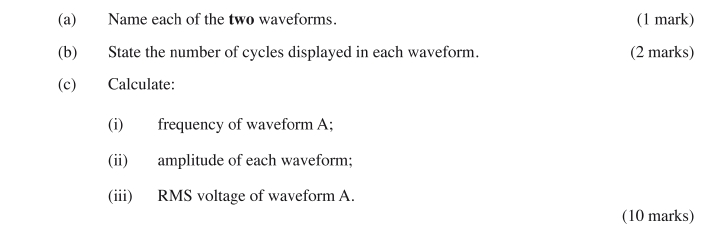 (a) Name each of the two waveforms. (1 mark)
(b) State the number of cycles displayed in each waveform. (2 marks)
(c) Calculate:
(i) frequency of waveform A;
(ii) amplitude of each waveform;
(iii) RMS voltage of waveform A.
(10 marks)